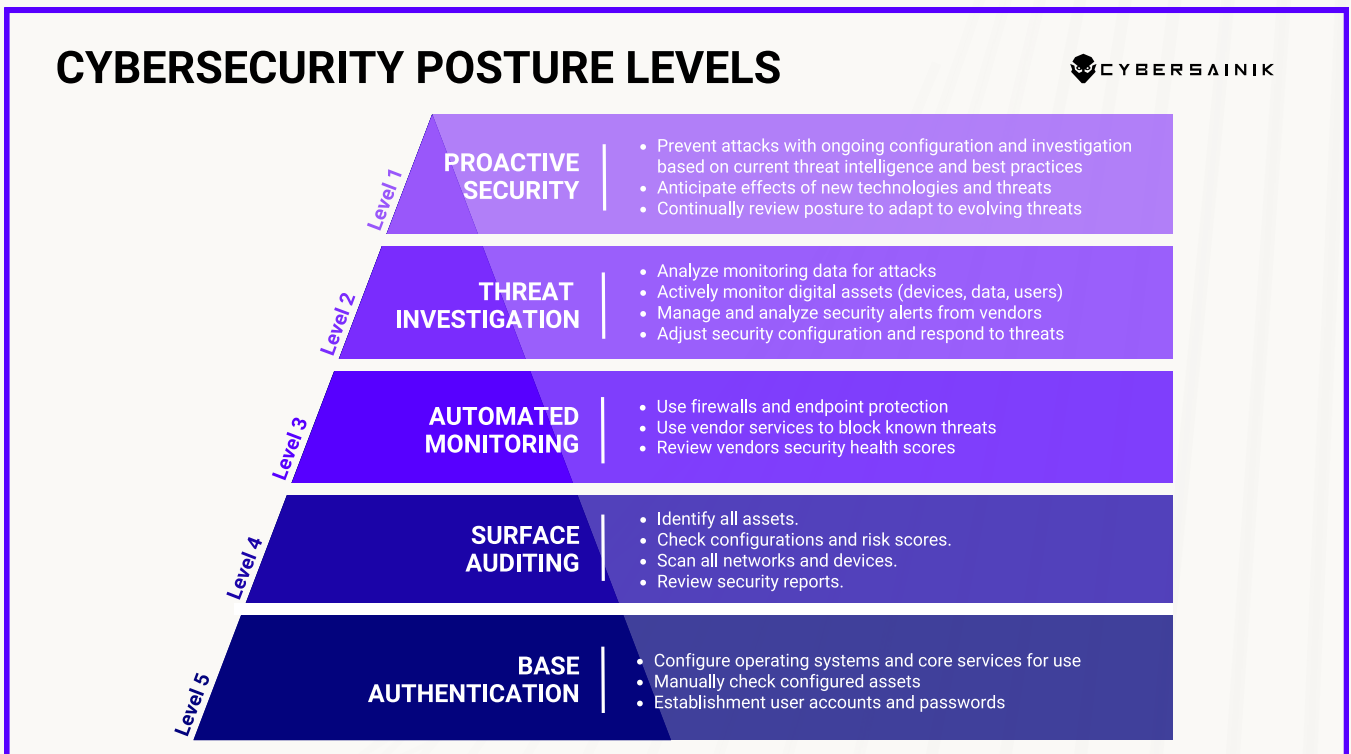 CYBERSECURITY POSTURE LEVELS
CYBERSAINIK
Level 1
PROACTIVE
SECURITY
• Prevent attacks with ongoing configuration and investigation
based on current threat intelligence and best practices
• Anticipate effects of new technologies and threats
• Continually review posture to adapt to evolving threats
Level 2
THREAT
INVESTIGATION
• Analyze monitoring data for attacks
• Actively monitor digital assets (devices, data, users)
• Manage and analyze security alerts from vendors
• Adjust security configuration and respond to threats
Level 3
AUTOMATED
MONITORING
• Use firewalls and endpoint protection
• Use vendor services to block known threats
• Review vendors security health scores
Level 4
SURFACE
AUDITING
• Identify all assets.
• Check configurations and risk scores.
• Scan all networks and devices.
• Review security reports.
Level 5
BASE
AUTHENTICATION
• Configure operating systems and core services for use
• Manually check configured assets
• Establishment user accounts and passwords